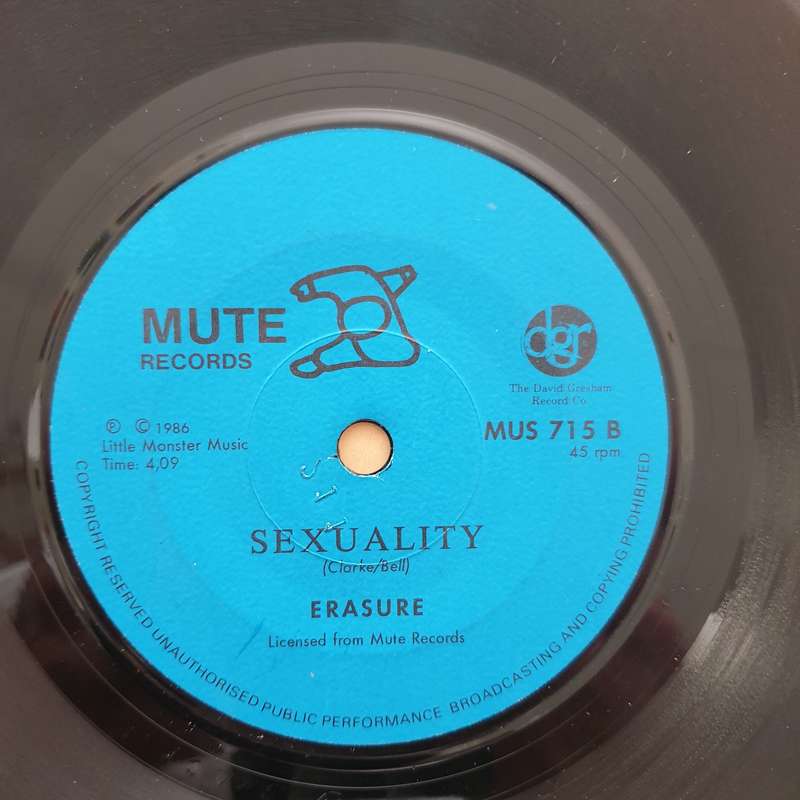 MUTE
RECORDS
dgr
The David Gresham
Record Co
MUS 715 B
45 rpm
℗ © 1986
Little Monster Music
Time: 4,09
SEXUALITY
(Clarke/Bell)
ERASURE
Licensed from Mute Records
COPYRIGHT RESERVED UNAUTHORISED PUBLIC PERFORMANCE BROADCASTING AND COPYING PROHIBITED